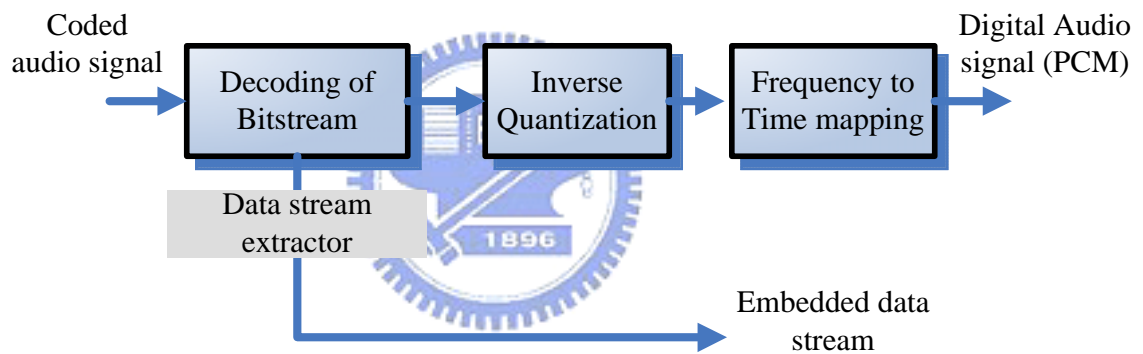 Coded
audio signal
Decoding of
Bitstream
Inverse
Quantization
Frequency to
Time mapping
Digital Audio
signal (PCM)
Data stream
extractor
1896
Embedded data
stream